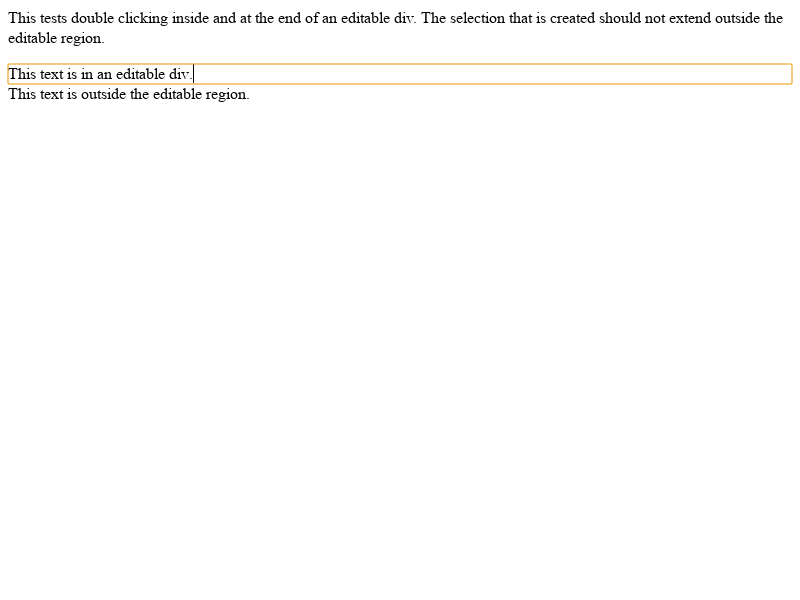 This tests double clicking inside and at the end of an editable div. The selection that is created should not extend outside the
editable region.
This text is in an editable div.
This text is outside the editable region.